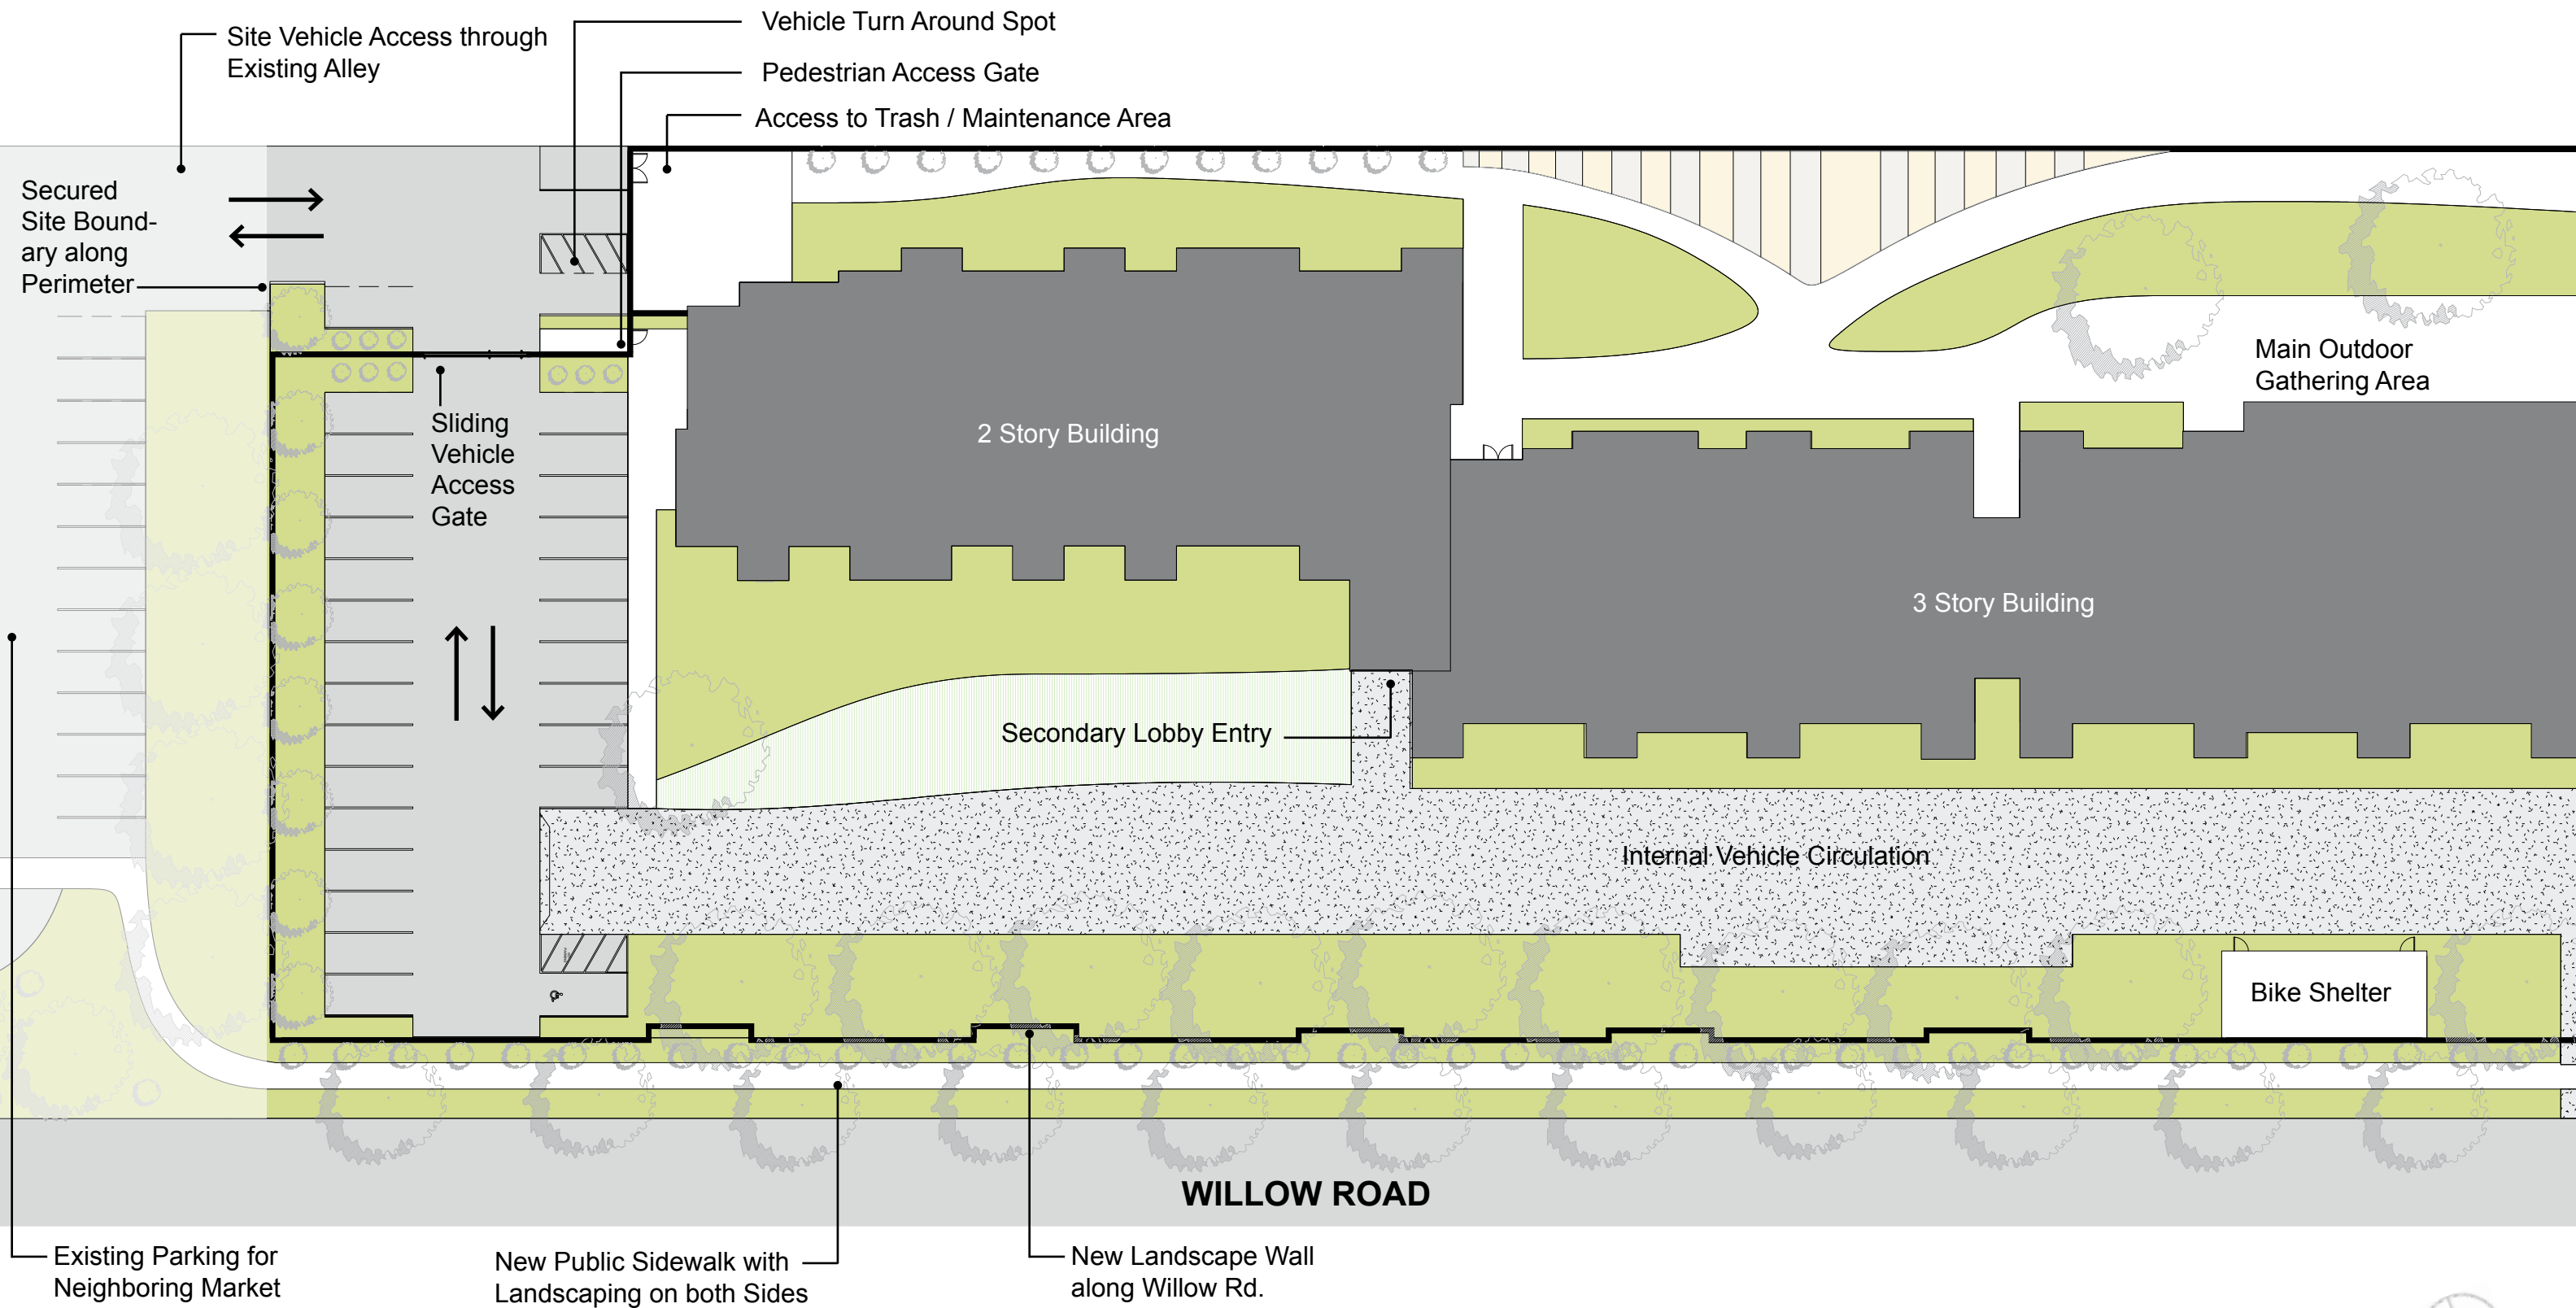 Vehicle Turn Around Spot
Site Vehicle Access through
Existing Alley
Pedestrian Access Gate
Access to Trash / Maintenance Area
Secured
Site Bound-
ary along
Perimeter
Main Outdoor
Gathering Area
Sliding
Vehicle
Access
Gate
2 Story Building
3 Story Building
Secondary Lobby Entry
Internal Vehicle Circulation
Bike Shelter
WILLOW ROAD
Existing Parking for
Neighboring Market
New Public Sidewalk with
Landscaping on both Sides
New Landscape Wall
along Willow Rd.